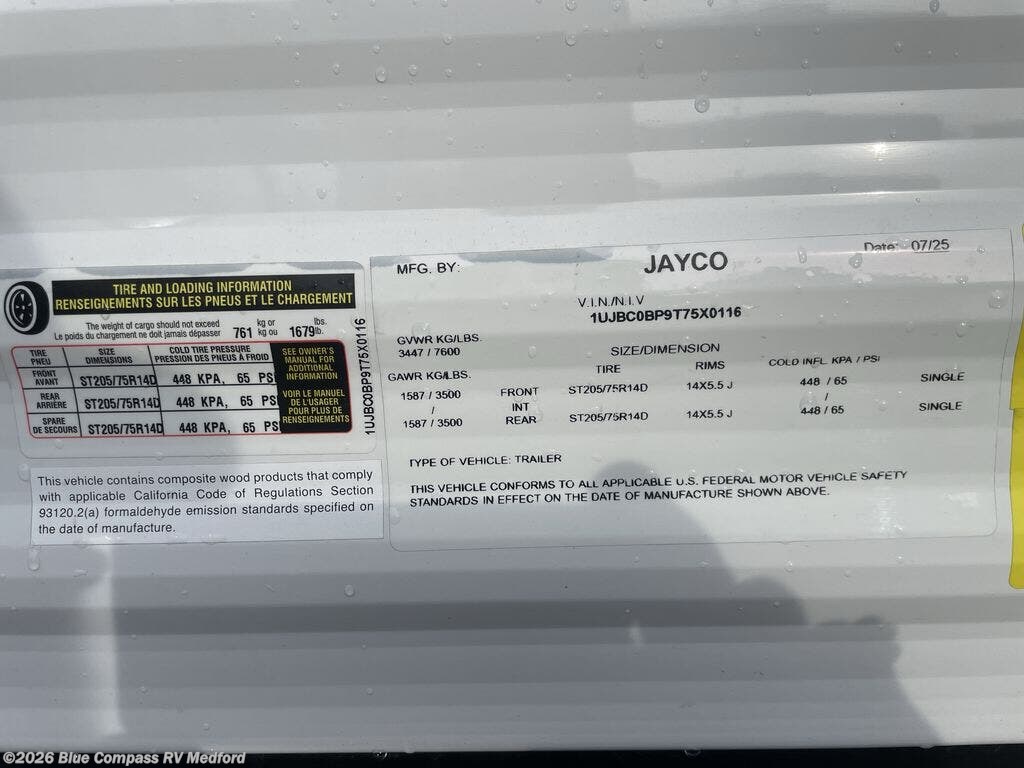 TIRE AND LOADING INFORMATION
RENSEIGNEMENTS SUR LES PNEUS ET LE CHARGEMENT
The weight of cargo should not exceed
Le poids du chargement ne doit jamais dépasser
761 kg or kg ou 1679 lbs. lb.
TIRE PNEU SIZE DIMENSIONS COLD TIRE PRESSURE PRESSION DES PNEUS À FROID
FRONT AVANT ST205/75R14D 448 KPA, 65 PSI
REAR ARRIÈRE ST205/75R14D 448 KPA, 65 PSI
SPARE DE SECOURS ST205/75R14D 448 KPA, 65 PSI
SEE OWNER'S
MANUAL FOR
ADDITIONAL
INFORMATION
VOIR LE MANUEL
DE L'USAGER
POUR PLUS DE
RENSEIGNEMENTS
1UJBC0BP9T75X0116
This vehicle contains composite wood products that comply
with applicable California Code of Regulations Section
93120.2(a) formaldehyde emission standards specified on
the date of manufacture.
MFG. BY: JAYCO Date: 07/25
V.I.N./N.I.V
1UJBC0BP9T75X0116
GVWR KG/LBS.
3447 / 7600
SIZE/DIMENSION
GAWR KG/LBS. TIRE RIMS COLD INFL. KPA / PSI
1587 / 3500 FRONT ST205/75R14D 14X5.5 J 448 / 65 SINGLE
/ INT /
1587 / 3500 REAR ST205/75R14D 14X5.5 J 448 / 65 SINGLE
TYPE OF VEHICLE: TRAILER
THIS VEHICLE CONFORMS TO ALL APPLICABLE U.S. FEDERAL MOTOR VEHICLE SAFETY
STANDARDS IN EFFECT ON THE DATE OF MANUFACTURE SHOWN ABOVE.
©2026 Blue Compass RV Medford